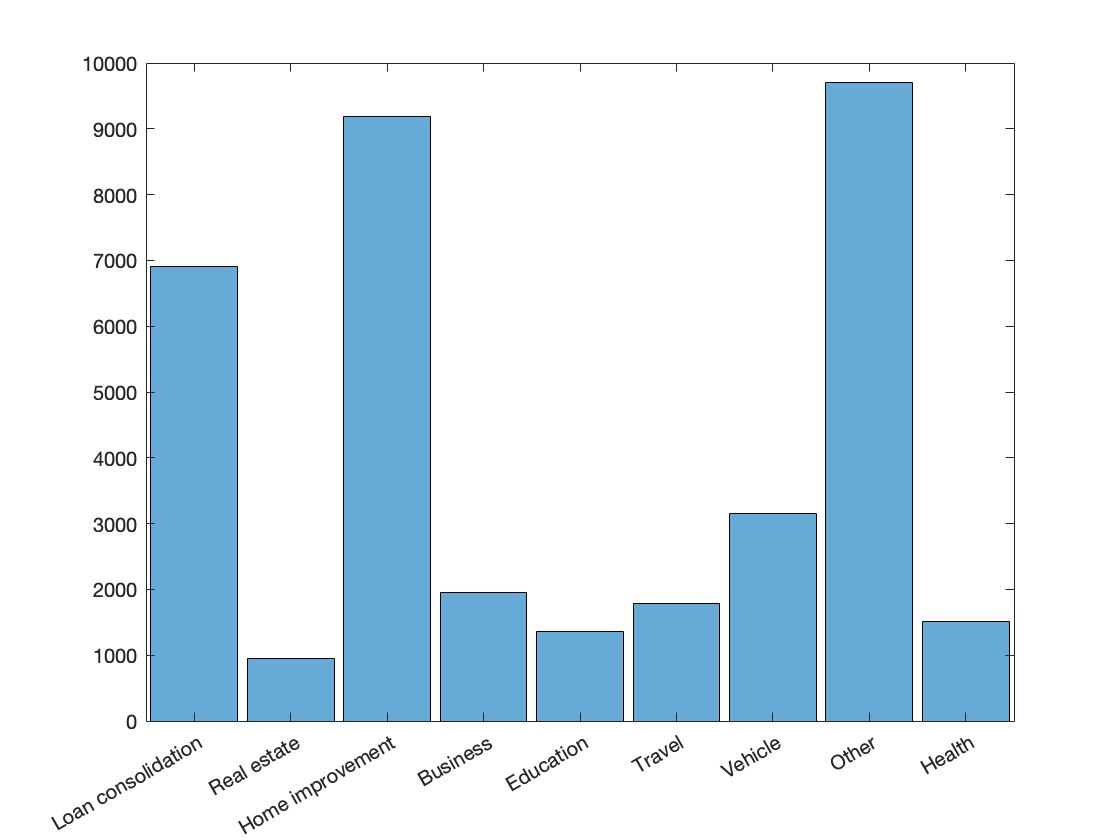 10000
9000
8000
7000
6000
5000
4000
3000
2000
1000
0
Loan consolidation
Real estate
Home improvement
Business
Education
Travel
Vehicle
Other
Health